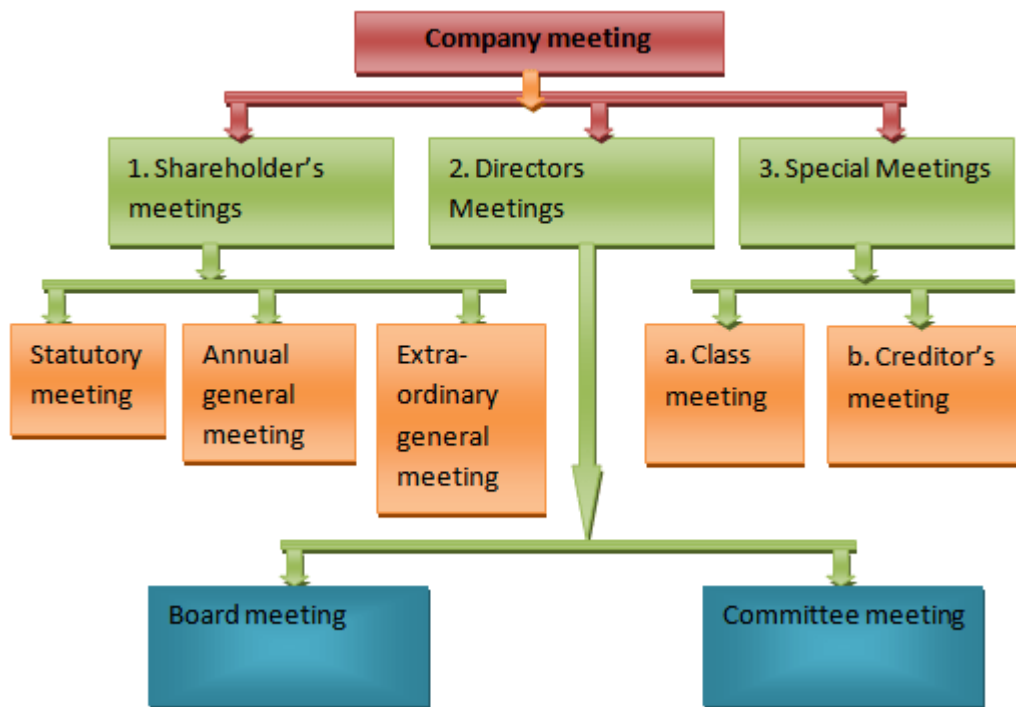 Company meeting
1. Shareholder’s
meetings
2. Directors
Meetings
3. Special Meetings
Statutory
meeting
Annual
general
meeting
Extra-
ordinary
general
meeting
a. Class
meeting
b. Creditor’s
meeting
Board meeting
Committee meeting